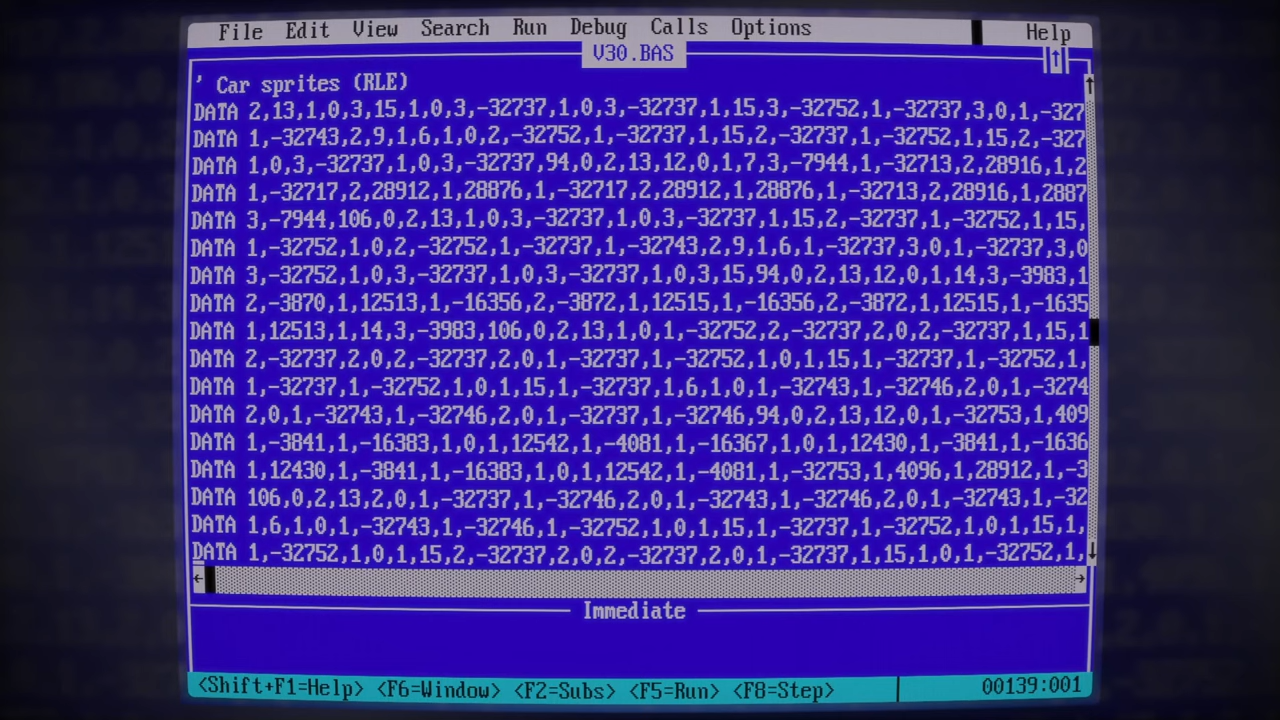 File Edit View Search Run Debug Calls Options Help
V30.BAS
' Car sprites (RLE)
DATA 2,13,1,0,3,15,1,0,3,-32737,1,0,3,-32737,1,15,3,-32752,1,-32737,3,0,1,-327
DATA 1,-32743,2,9,1,6,1,0,2,-32752,1,-32737,1,15,2,-32737,1,-32752,1,15,2,-327
DATA 1,0,3,-32737,1,0,3,-32737,94,0,2,13,12,0,1,7,3,-7944,1,-32713,2,28916,1,2
DATA 1,-32717,2,28912,1,28876,1,-32717,2,28912,1,28876,1,-32713,2,28916,1,2887
DATA 3,-7944,106,0,2,13,1,0,3,-32737,1,0,3,-32737,1,15,2,-32737,1,-32752,1,15,
DATA 1,-32752,1,0,2,-32752,1,-32737,1,-32743,2,9,1,6,1,-32737,3,0,1,-32737,3,0
DATA 3,-32752,1,0,3,-32737,1,0,3,-32737,1,0,3,15,94,0,2,13,12,0,1,14,3,-3983,1
DATA 2,-3870,1,12513,1,-16356,2,-3872,1,12515,1,-16356,2,-3872,1,12515,1,-1635
DATA 1,12513,1,14,3,-3983,106,0,2,13,1,0,1,-32752,2,-32737,2,0,2,-32737,1,15,1
DATA 2,-32737,2,0,2,-32737,2,0,1,-32737,1,-32752,1,0,1,15,1,-32737,1,-32752,1,
DATA 1,-32737,1,-32752,1,0,1,15,1,-32737,1,6,1,0,1,-32743,1,-32746,2,0,1,-3274
DATA 2,0,1,-32743,1,-32746,2,0,1,-32737,1,-32746,94,0,2,13,12,0,1,-32753,1,409
DATA 1,-3841,1,-16383,1,0,1,12542,1,-4081,1,-16367,1,0,1,12430,1,-3841,1,-1636
DATA 1,12430,1,-3841,1,-16383,1,0,1,12542,1,-4081,1,-32753,1,4096,1,28912,1,-3
DATA 106,0,2,13,2,0,1,-32737,1,-32746,2,0,1,-32743,1,-32746,2,0,1,-32743,1,-32
DATA 1,6,1,0,1,-32743,1,-32746,1,-32752,1,0,1,15,1,-32737,1,-32752,1,0,1,15,1,
DATA 1,-32752,1,0,1,15,2,-32737,2,0,2,-32737,2,0,1,-32737,1,15,1,0,1,-32752,1,
Immediate
<Shift+F1=Help> <F6=Window> <F2=Subs> <F5=Run> <F8=Step> 00139:001